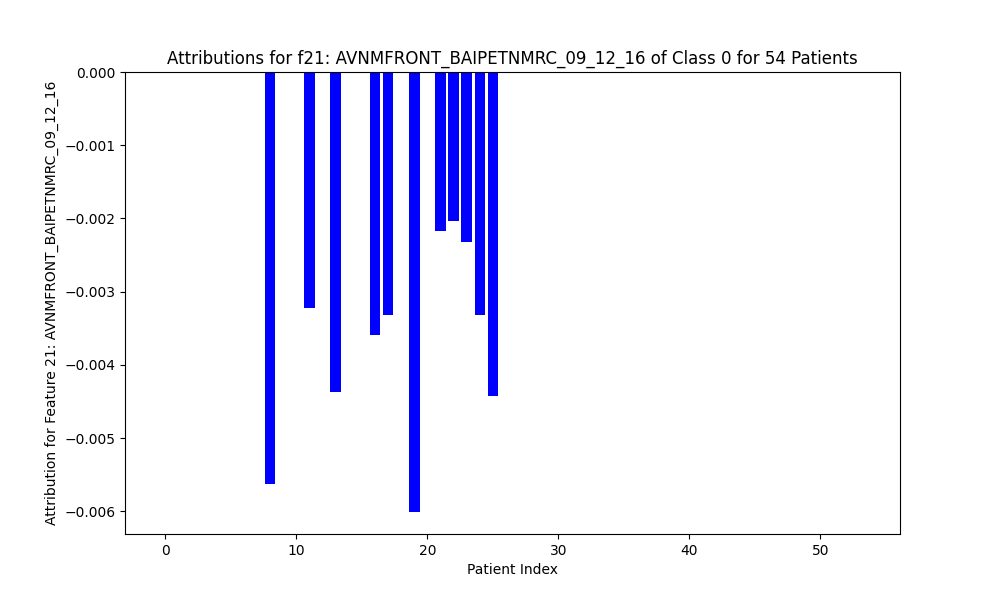 Attributions for f21: AVNMFRONT_BAIPETNMRC_09_12_16 of Class 0 for 54 Patients
Attribution for Feature 21: AVNMFRONT_BAIPETNMRC_09_12_16
0.000
−0.001
−0.002
−0.003
−0.004
−0.005
−0.006
0 10 20 30 40 50
Patient Index